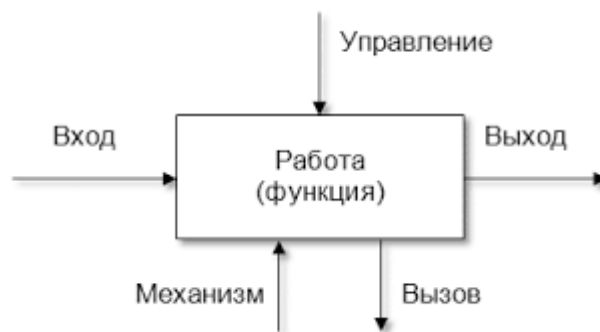 Управление
Вход
Выход
Работа
(функция)
Механизм
Вызов